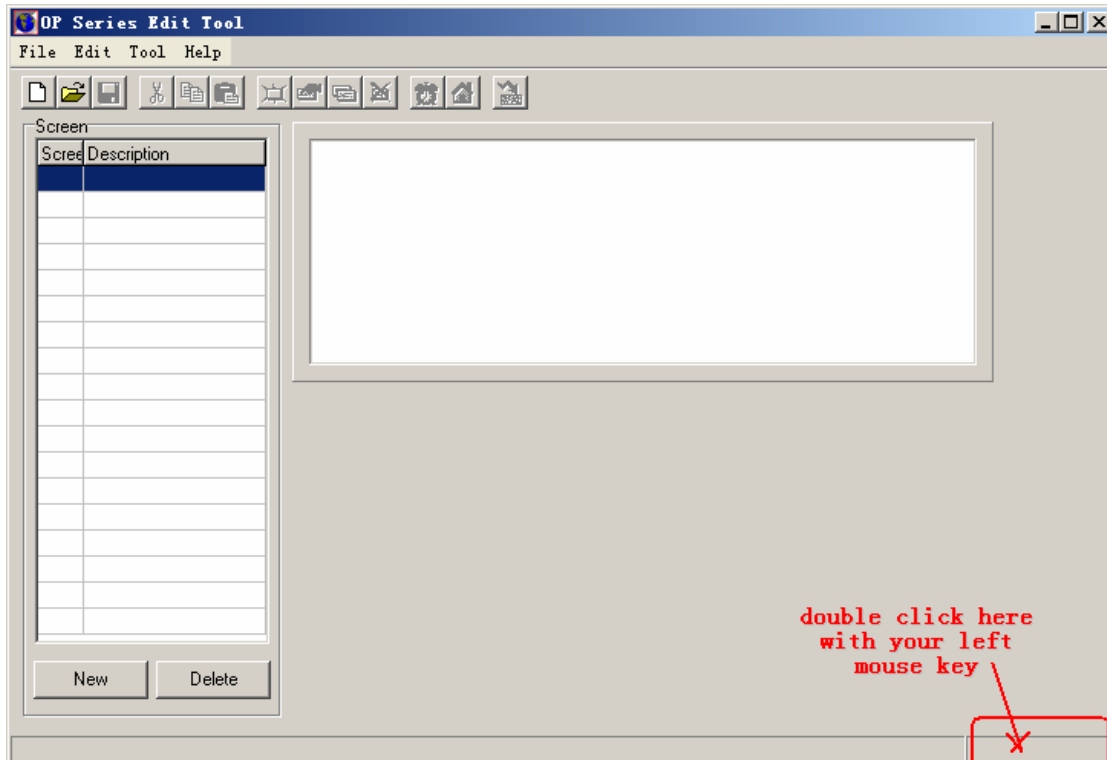 OP Series Edit Tool
File Edit Tool Help
Screen
Scree Description
New Delete
double click here
with your left
mouse key